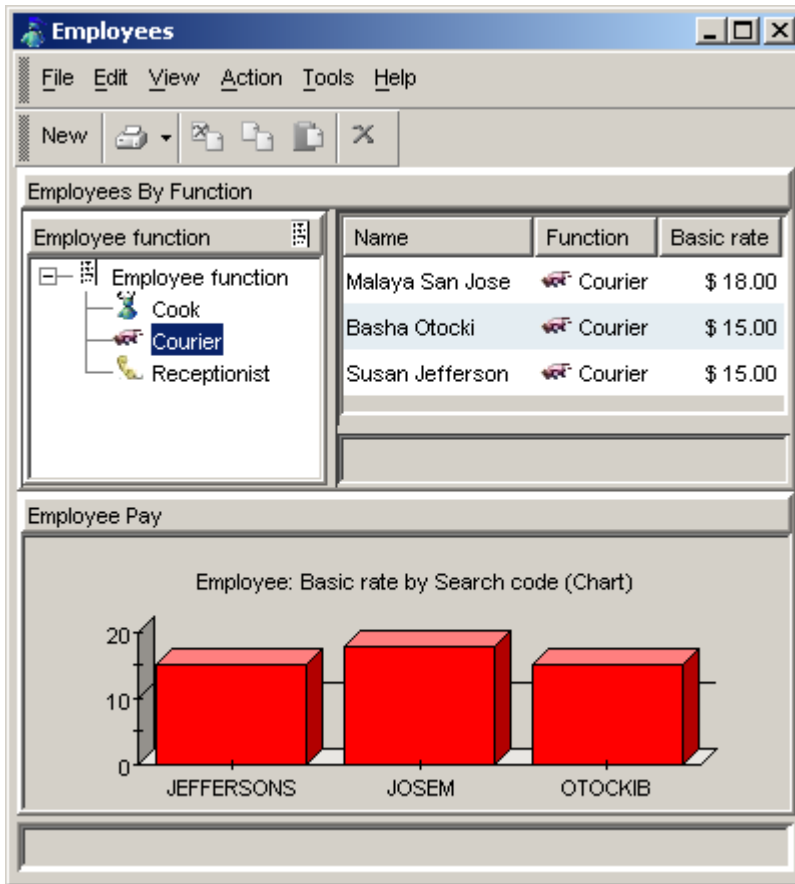 Employees
File Edit View Action Tools Help
New
Employees By Function
Employee function
Name Function Basic rate
Employee function
Cook
Courier
Receptionist
Malaya San Jose Courier $ 18.00
Basha Otocki Courier $ 15.00
Susan Jefferson Courier $ 15.00
Employee Pay
Employee: Basic rate by Search code (Chart)
20
10
0
JEFFERSONS JOSEM OTOCKIB